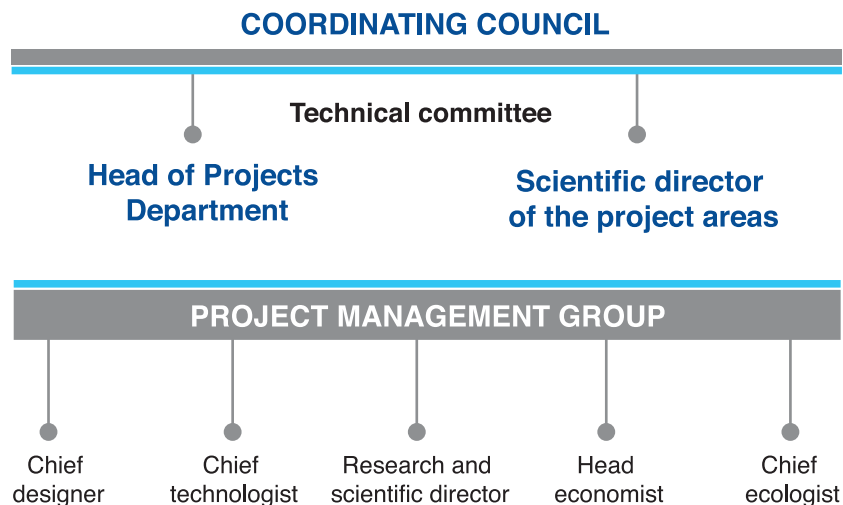 COORDINATING COUNCIL
Technical committee
Head of Projects
Department
Scientific director
of the project areas
PROJECT MANAGEMENT GROUP
Chief
designer
Chief
technologist
Research and
scientific director
Head
economist
Chief
ecologist